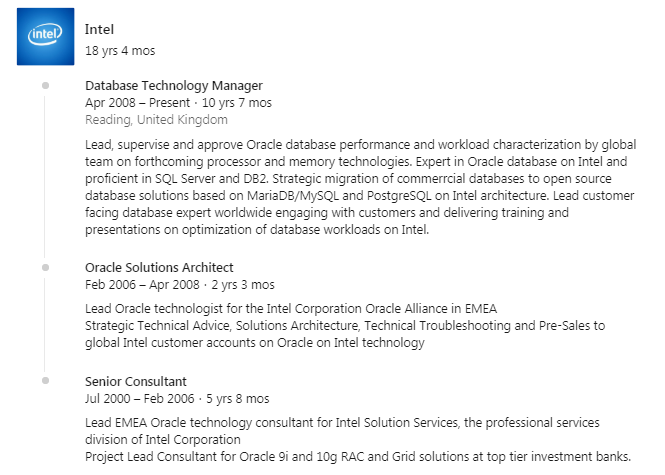 intel
Intel
18 yrs 4 mos
Database Technology Manager
Apr 2008 – Present · 10 yrs 7 mos
Reading, United Kingdom
Lead, supervise and approve Oracle database performance and workload characterization by global
team on forthcoming processor and memory technologies. Expert in Oracle database on Intel and
proficient in SQL Server and DB2. Strategic migration of commerrcial databases to open source
database solutions based on MariaDB/MySQL and PostgreSQL on Intel architecture. Lead customer
facing database expert worldwide engaging with customers and delivering training and
presentations on optimization of database workloads on Intel.
Oracle Solutions Architect
Feb 2006 – Apr 2008 · 2 yrs 3 mos
Lead Oracle technologist for the Intel Corporation Oracle Alliance in EMEA
Strategic Technical Advice, Solutions Architecture, Technical Troubleshooting and Pre-Sales to
global Intel customer accounts on Oracle on Intel technology
Senior Consultant
Jul 2000 – Feb 2006 · 5 yrs 8 mos
Lead EMEA Oracle technology consultant for Intel Solution Services, the professional services
division of Intel Corporation
Project Lead Consultant for Oracle 9i and 10g RAC and Grid solutions at top tier investment banks.